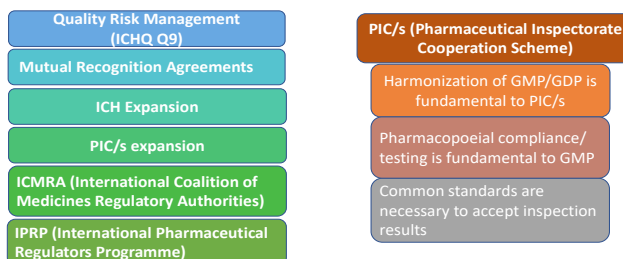 Quality Risk Management
(ICHQ Q9)
Mutual Recognition Agreements
ICH Expansion
PIC/s expansion
ICMRA (International Coalition of
Medicines Regulatory Authorities)
IPRP (International Pharmaceutical
Regulators Programme)
PIC/s (Pharmaceutical Inspectorate
Cooperation Scheme)
Harmonization of GMP/GDP is
fundamental to PIC/s
Pharmacopoeial compliance/
testing is fundamental to GMP
Common standards are
necessary to accept inspection
results